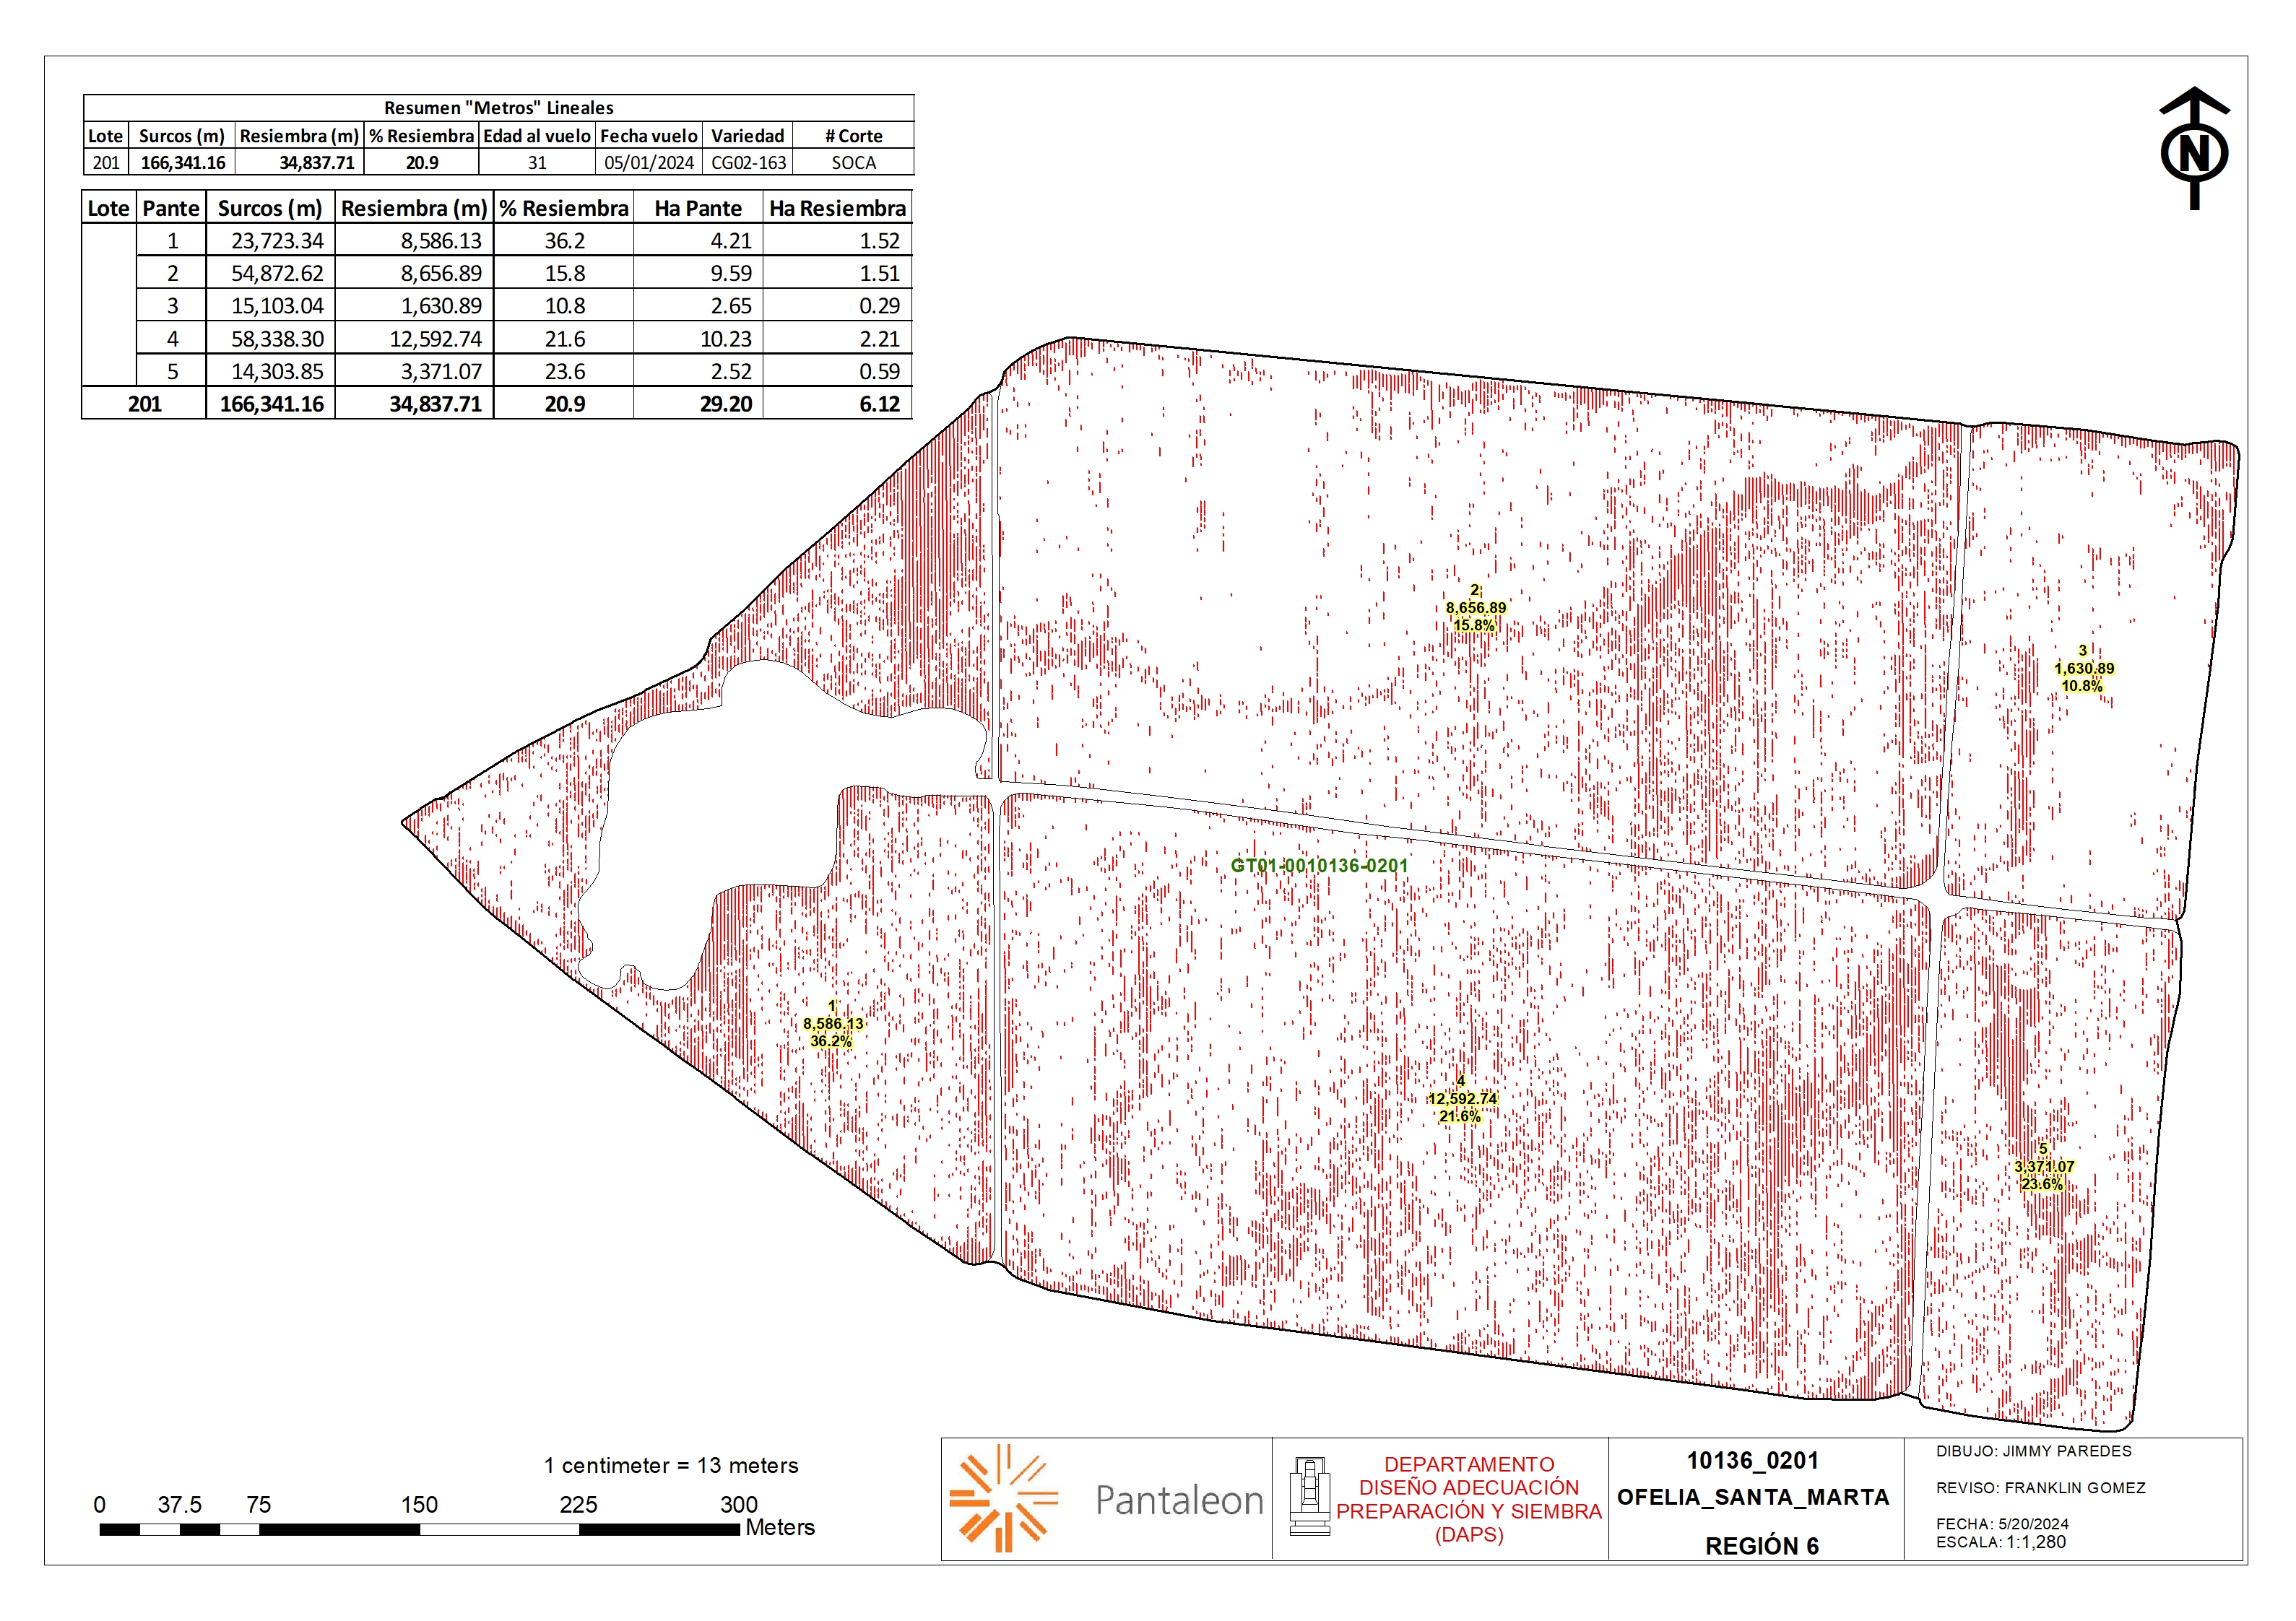 Resumen "Metros" Lineales
Lote Surcos (m) Resiembra (m) % Resiembra Edad al vuelo Fecha vuelo Variedad # Corte
201 166,341.16 34,837.71 20.9 31 05/01/2024 CG02-163 SOCA
Lote Pante Surcos (m) Resiembra (m) % Resiembra Ha Pante Ha Resiembra
1 23,723.34 8,586.13 36.2 4.21 1.52
2 54,872.62 8,656.89 15.8 9.59 1.51
3 15,103.04 1,630.89 10.8 2.65 0.29
4 58,338.30 12,592.74 21.6 10.23 2.21
5 14,303.85 3,371.07 23.6 2.52 0.59
201 166,341.16 34,837.71 20.9 29.20 6.12
N
2
8,656.89
15.8%
3
1,630.89
10.8%
GT01-0010136-0201
1
8,586.13
36.2%
4
12,592.74
21.6%
5
3,371.07
23.6%
1 centimeter = 13 meters
0 37.5 75 150 225 300
Meters
Pantaleon
DEPARTAMENTO
DISEÑO ADECUACIÓN
PREPARACIÓN Y SIEMBRA
(DAPS)
10136_0201
OFELIA_SANTA_MARTA
REGIÓN 6
DIBUJO: JIMMY PAREDES
REVISO: FRANKLIN GOMEZ
FECHA: 5/20/2024
ESCALA: 1:1,280